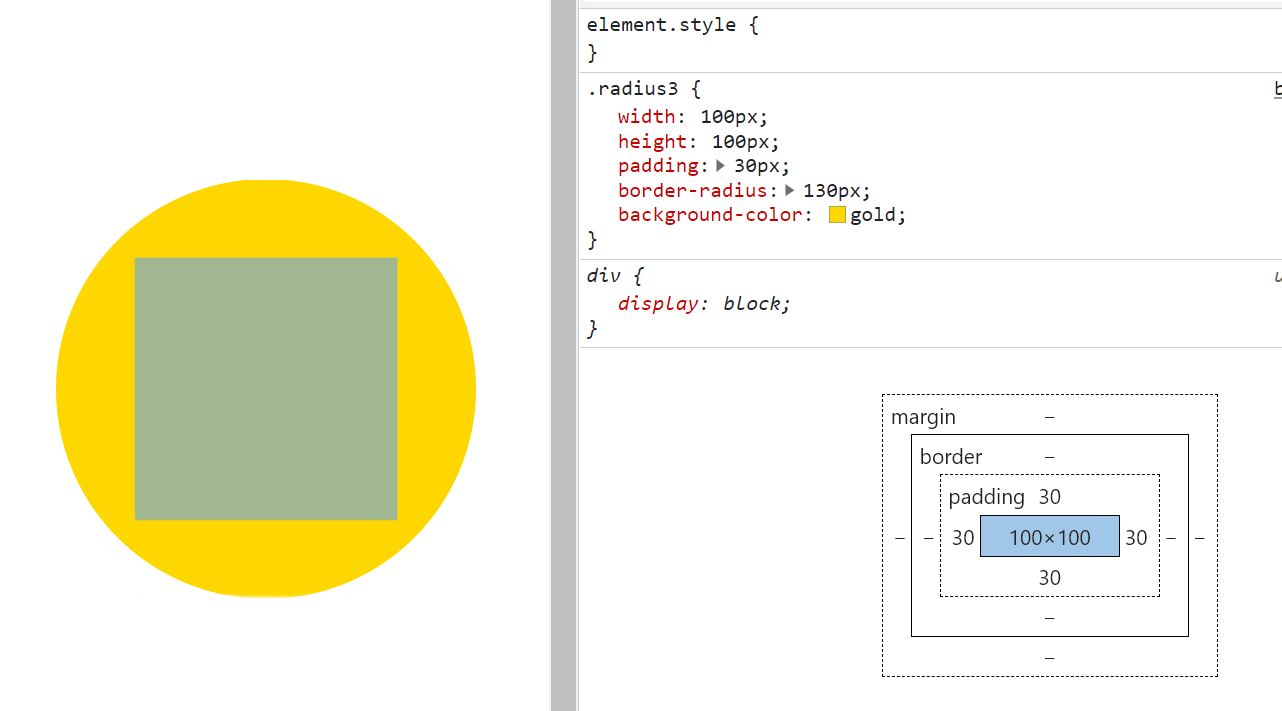 element.style {
}
.radius3 {
width: 100px;
height: 100px;
padding: 30px;
border-radius: 130px;
background-color: gold;
}
div {
display: block;
}
margin –
border –
padding 30
– – 30 100×100 30 – –
30
–
–